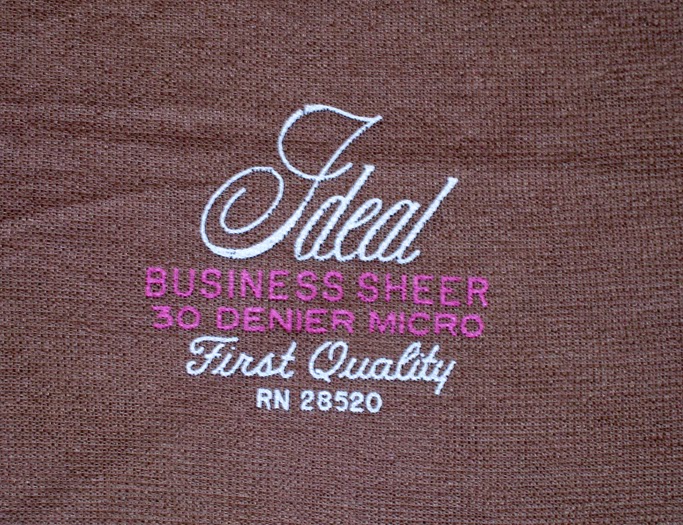 Ideal
BUSINESS SHEER
30 DENIER MICRO
First Quality
RN 28520